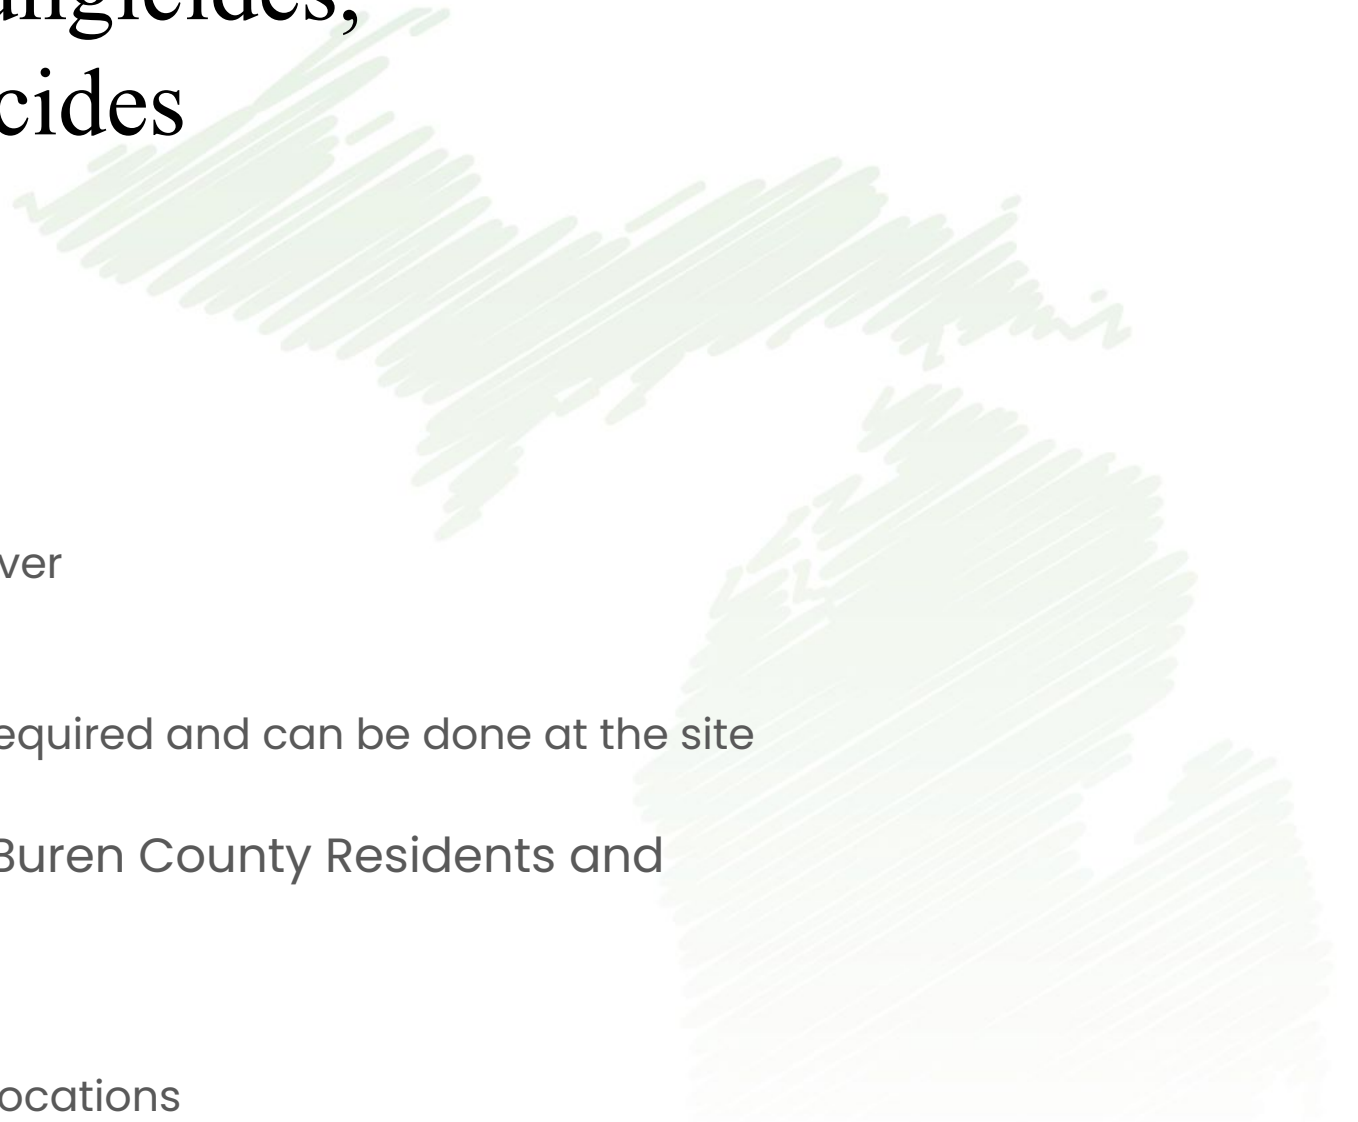 ungicides,
cides
ver
equired and can be done at the site
Buren County Residents and
ocations